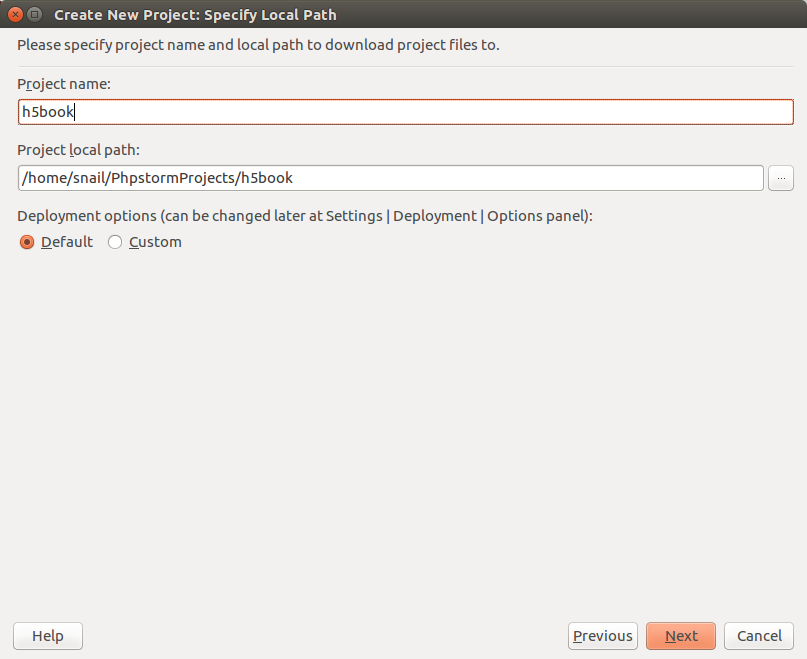 Create New Project: Specify Local Path
Please specify project name and local path to download project files to.
Project name:
h5book
Project local path:
/home/snail/PhpstormProjects/h5book
...
Deployment options (can be changed later at Settings | Deployment | Options panel):
Default Custom
Help Previous Next Cancel